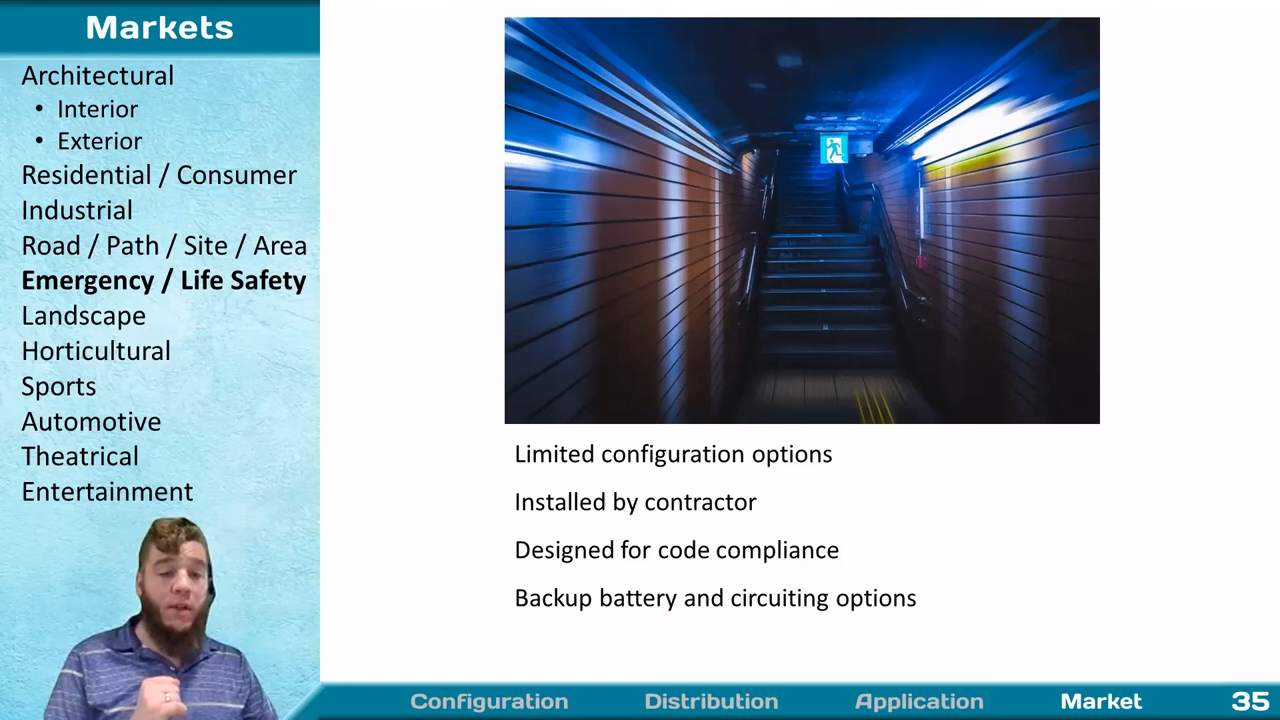 Markets
Architectural
• Interior
• Exterior
Residential / Consumer
Industrial
Road / Path / Site / Area
Emergency / Life Safety
Landscape
Horticultural
Sports
Automotive
Theatrical
Entertainment
Limited configuration options
Installed by contractor
Designed for code compliance
Backup battery and circuiting options
Configuration Distribution Application Market 35